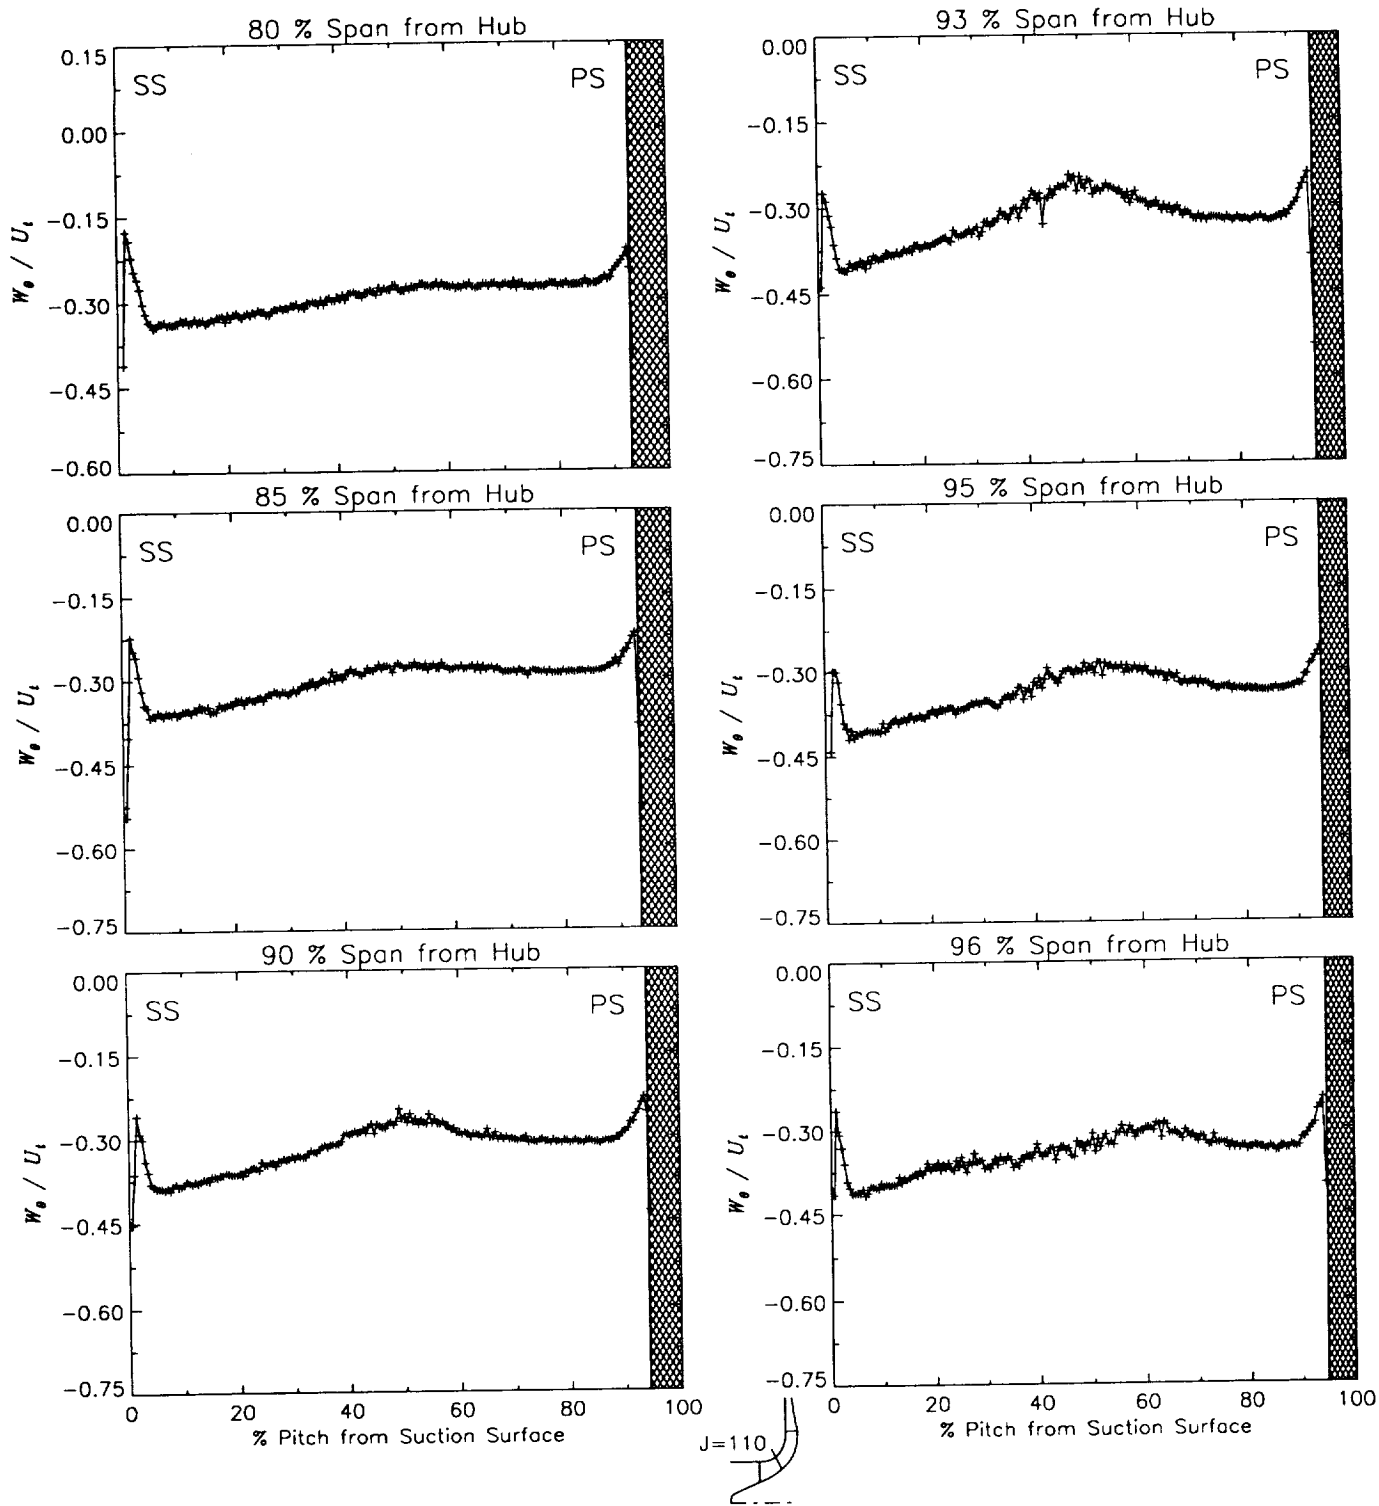 80 % Span from Hub
0.15
0.00
−0.15
−0.30
−0.45
−0.60
W_θ / U_t
SS
PS
85 % Span from Hub
0.00
−0.15
−0.30
−0.45
−0.60
−0.75
W_θ / U_t
SS
PS
90 % Span from Hub
0.00
−0.15
−0.30
−0.45
−0.60
−0.75
W_θ / U_t
SS
PS
0 20 40 60 80 100
% Pitch from Suction Surface
93 % Span from Hub
0.00
−0.15
−0.30
−0.45
−0.60
−0.75
W_θ / U_t
SS
PS
95 % Span from Hub
0.00
−0.15
−0.30
−0.45
−0.60
−0.75
W_θ / U_t
SS
PS
96 % Span from Hub
0.00
−0.15
−0.30
−0.45
−0.60
−0.75
W_θ / U_t
SS
PS
0 20 40 60 80 100
% Pitch from Suction Surface
J=110